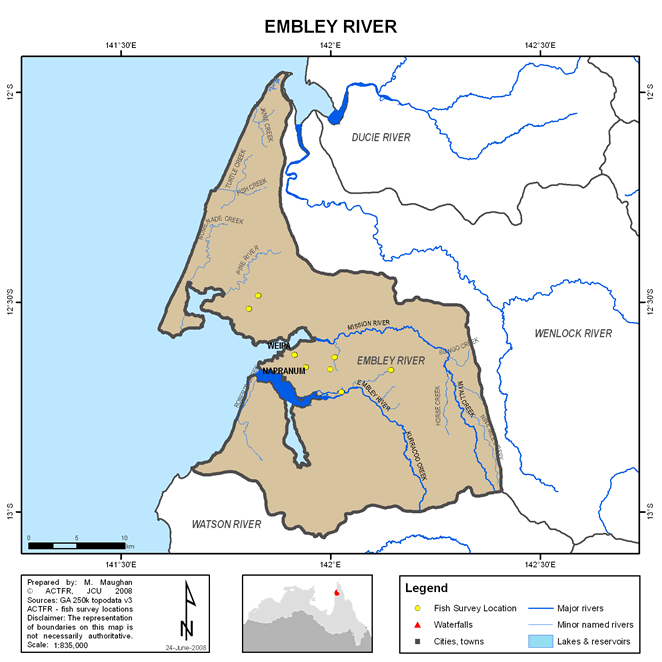 EMBLEY RIVER
141°30'E
142°E
142°30'E
12°S
12°S
JANIE CREEK
DUCIE RIVER
TURTLE CREEK
FISH CREEK
PINE RIVER
12°30'S
12°30'S
MISSION RIVER
WENLOCK RIVER
WEIPA
EMBLEY RIVER
NAPRANUM
EMBLEY RIVER
MYALL CREEK
HORSE CREEK
KURRACOO CREEK
13°S
13°S
WATSON RIVER
0 5 10
km
141°30'E
142°E
142°30'E
Prepared by: M. Maughan
© ACTFR, JCU 2008
Sources: GA 250k topodata v3
ACTFR - fish survey locations
Disclaimer: The representation
of boundaries on this map is
not necessarily authoritative.
Scale: 1:835,000
N
24-June-2008
Legend
Fish Survey Location
Major rivers
Waterfalls
Minor named rivers
Cities, towns
Lakes & reservoirs